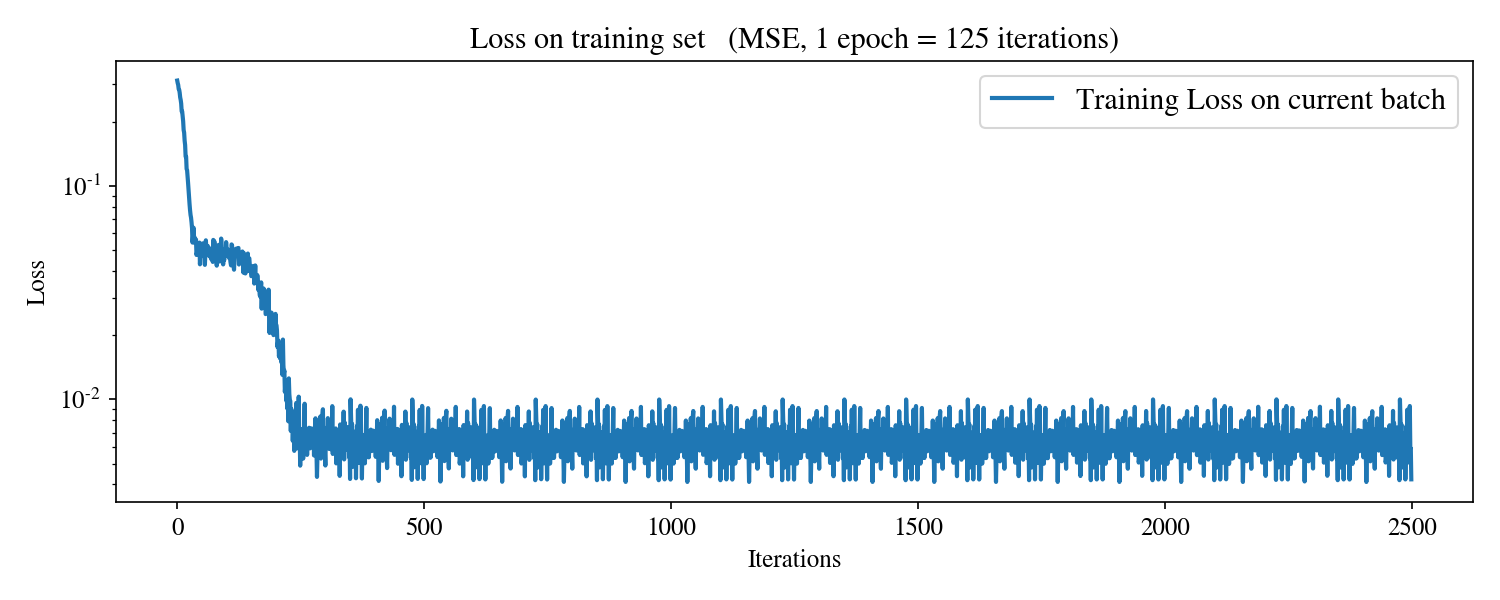 Loss on training set   (MSE, 1 epoch = 125 iterations)
Training Loss on current batch
10-1
10-2
Loss
0 500 1000 1500 2000 2500
Iterations